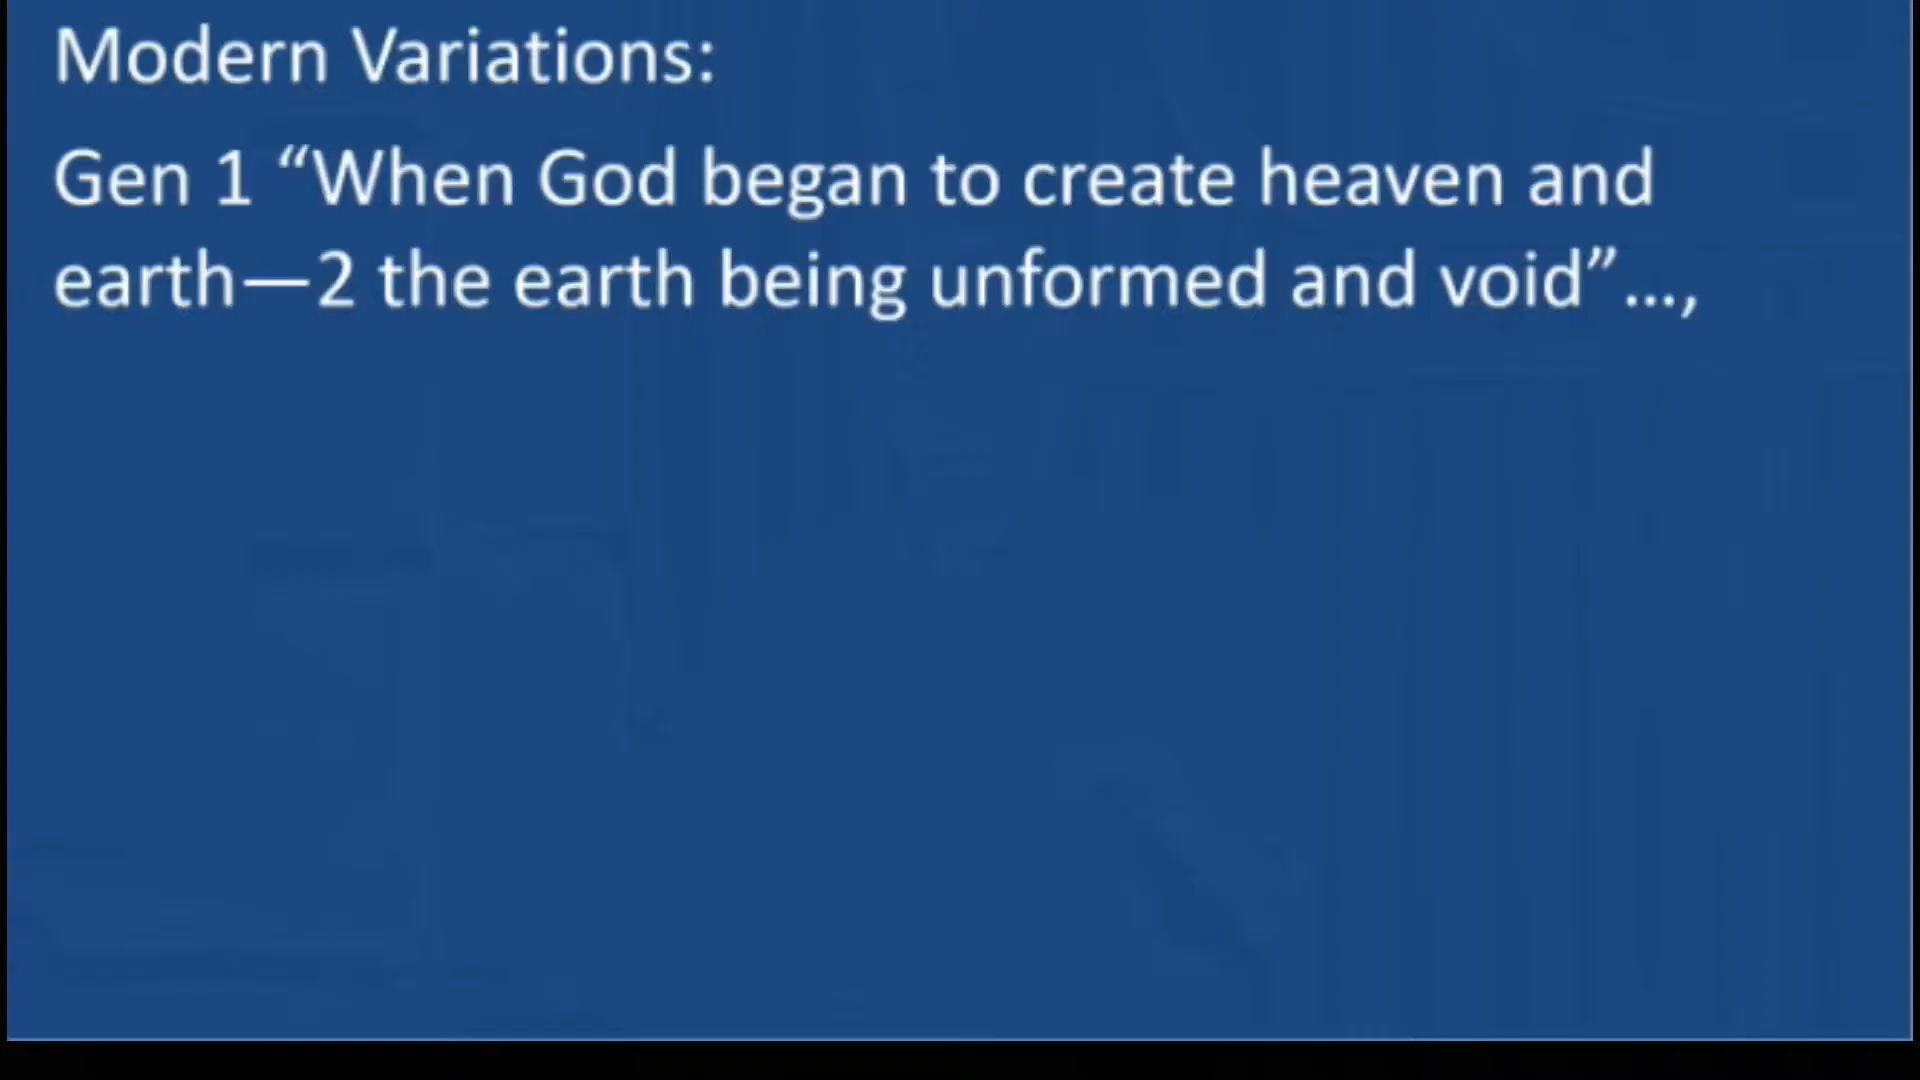 Modern Variations:
Gen 1 “When God began to create heaven and
earth—2 the earth being unformed and void”...,